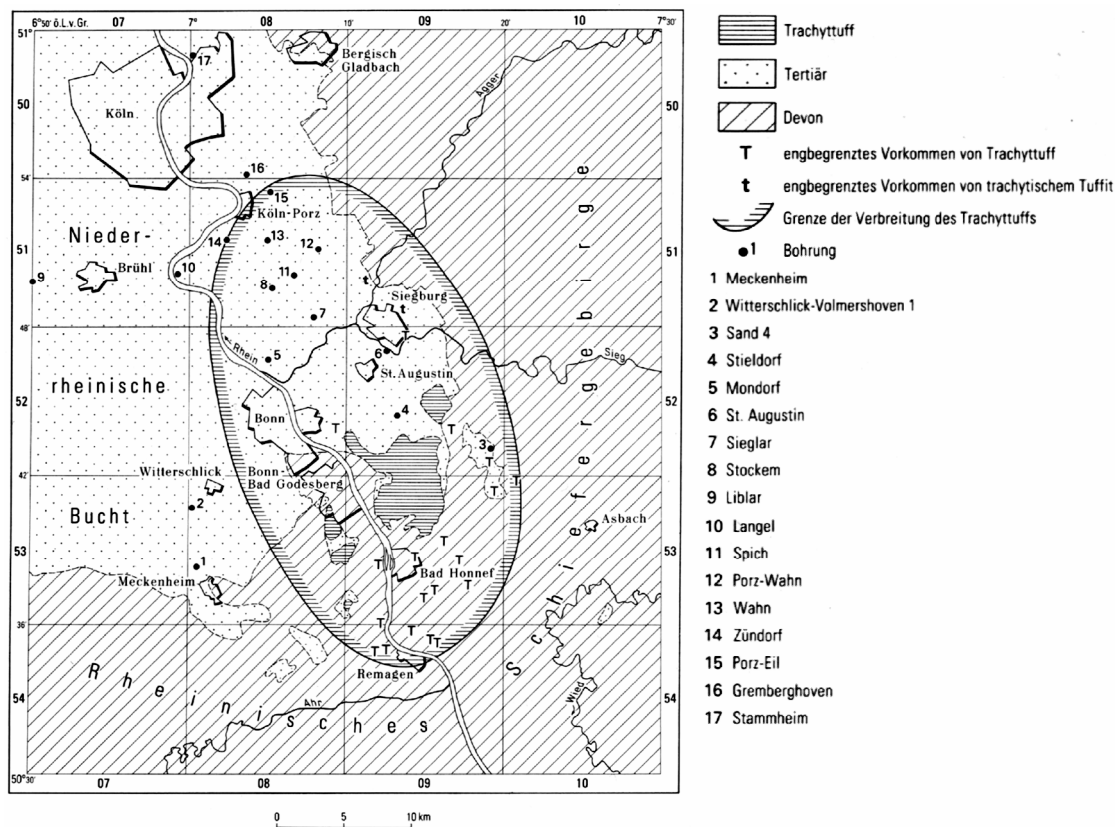 6° 50' ö.L.v.Gr. 07 7° 08 10' 09 20' 10 7° 30'
51°
17
Bergisch
Gladbach
Agger
50 50
Köln
16
54' 54'
15
Köln-Porz
Nieder-
14 13 12
51 51
9 Brühl 10 11
8 t
Siegburg
t
7
48 48
T
Rhein
6 Sieg
5
St. Augustin
rheinische
52 4 52
Bonn T T
3
T
Witterschlick Bonn-
Bad Godesberg
42 42
T
T
2
Bucht
Asbach
53 T 53
T T T
1 Bad Honnef
Meckenheim
T T T
36 36
T T T T
T T
Remagen
Rheinisches
Schiefergebirge
Wied
54 54
Ahr
50° 30'
07 08 09 10
0 5 10 km
Trachyttuff
Tertiär
Devon
T engbegrenztes Vorkommen von Trachyttuff
t engbegrenztes Vorkommen von trachytischem Tuffit
Grenze der Verbreitung des Trachyttuffs
1 Bohrung
1 Meckenheim
2 Witterschlick-Volmershoven 1
3 Sand 4
4 Stieldorf
5 Mondorf
6 St. Augustin
7 Sieglar
8 Stockem
9 Liblar
10 Langel
11 Spich
12 Porz-Wahn
13 Wahn
14 Zündorf
15 Porz-Eil
16 Gremberghoven
17 Stammheim